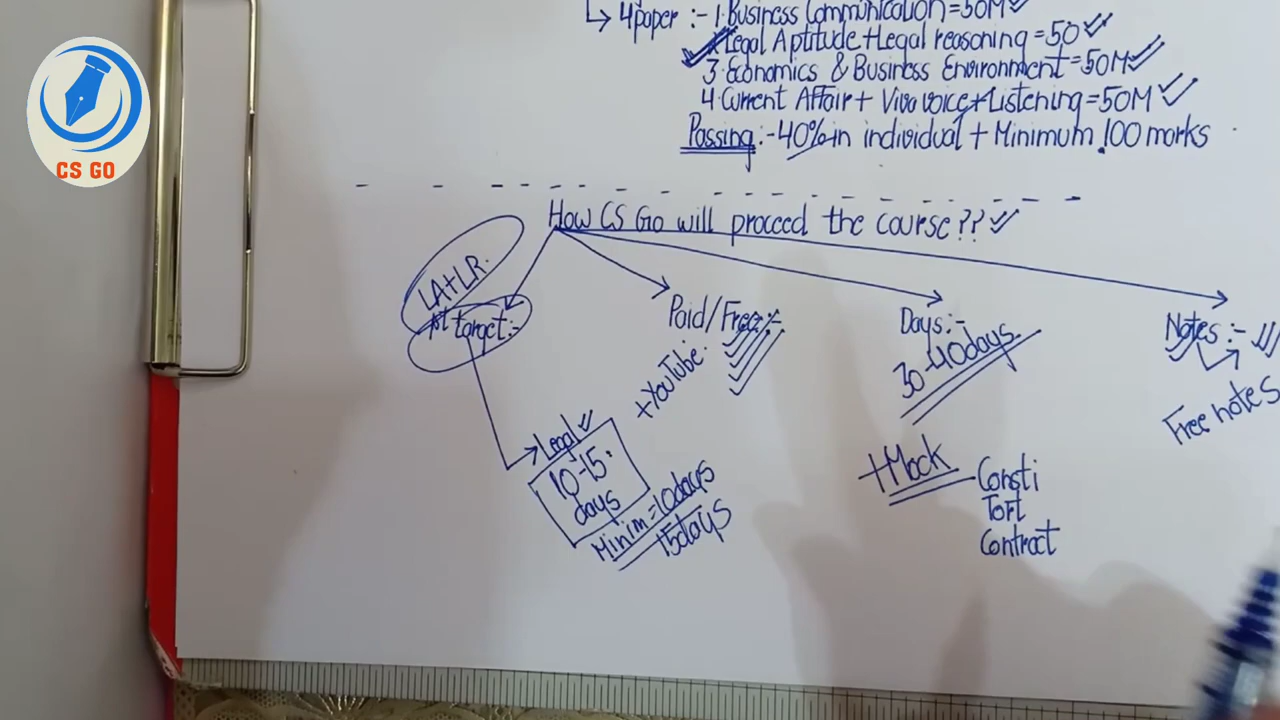 CS GO
4 paper :- 1. Business Communication=50M
2. Legal Aptitude+Legal reasoning=50
3. Economics & Business Environment=50M
4. Current Affair+ Viva voice+Listening=50M
Passing:-40% in individual + Minimum 100 marks
How CS Go will proceed the course??
LA+LR.
1st target:-
Paid/Free:-
+YouTube.
Days:-
30-40days.
Notes:-
Free notes
Legal
10-15
days
Minim=10days
15days
+Mock
Consti
Tort
Contract